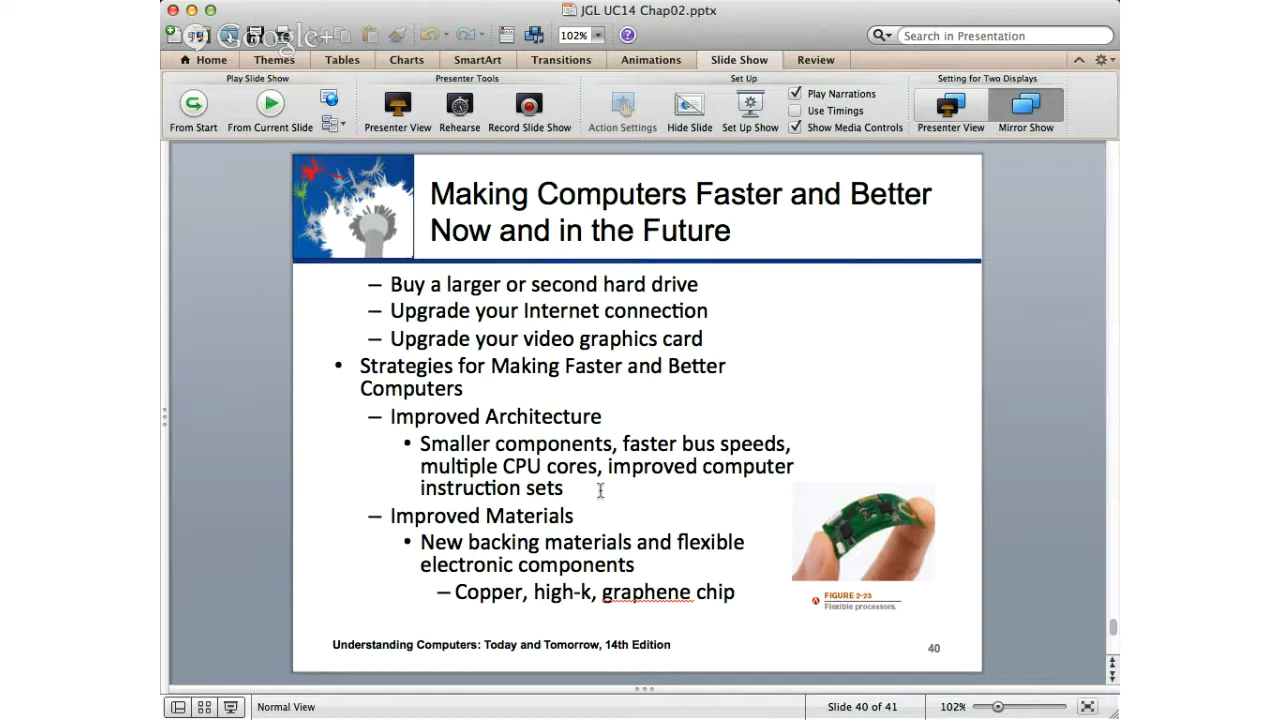 JGL UC14 Chap02.pptx
Google+
102%
Search in Presentation
Home Themes Tables Charts SmartArt Transitions Animations Slide Show Review
Play Slide Show Presenter Tools Set Up Setting for Two Displays
Play Narrations
Use Timings
Show Media Controls
From Start From Current Slide Presenter View Rehearse Record Slide Show Action Settings Hide Slide Set Up Show Presenter View Mirror Show
Making Computers Faster and Better
Now and in the Future
– Buy a larger or second hard drive
– Upgrade your Internet connection
– Upgrade your video graphics card
• Strategies for Making Faster and Better
Computers
– Improved Architecture
• Smaller components, faster bus speeds,
multiple CPU cores, improved computer
instruction sets
– Improved Materials
• New backing materials and flexible
electronic components
– Copper, high-k, graphene chip
FIGURE 2-23
Flexible processors.
Understanding Computers: Today and Tomorrow, 14th Edition
40
Normal View
Slide 40 of 41
102%